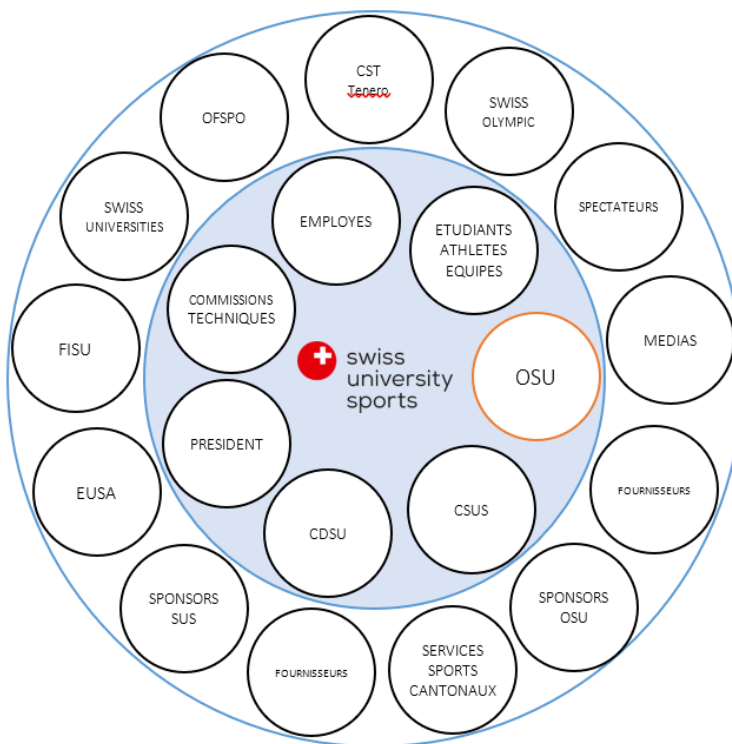 CST
Tenero
SWISS
OLYMPIC
OFSPO
SPECTATEURS
SWISS
UNIVERSITIES
EMPLOYES
ETUDIANTS
ATHLETES
EQUIPES
COMMISSIONS
TECHNIQUES
MEDIAS
FISU
swiss
university
sports
OSU
PRESIDENT
EUSA
FOURNISSEURS
CSUS
CDSU
SPONSORS
SUS
SPONSORS
OSU
FOURNISSEURS
SERVICES
SPORTS
CANTONAUX